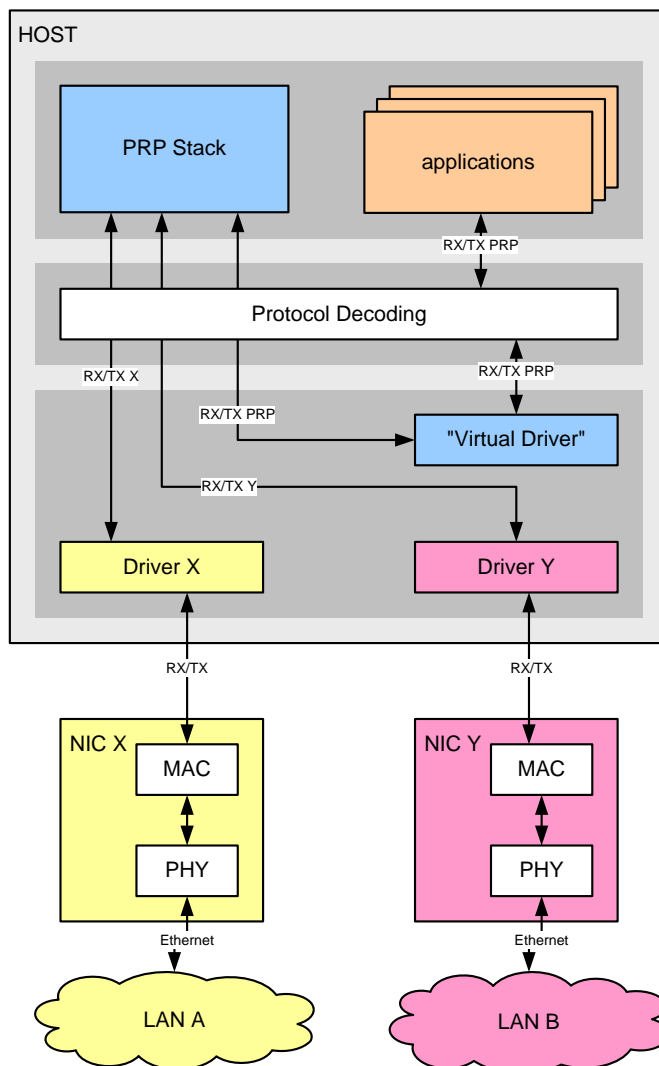 HOST
PRP Stack
applications
RX/TX PRP
Protocol Decoding
RX/TX X
RX/TX PRP
RX/TX PRP
"Virtual Driver"
RX/TX Y
Driver X
Driver Y
RX/TX
RX/TX
NIC X
NIC Y
MAC
MAC
PHY
PHY
Ethernet
Ethernet
LAN A
LAN B